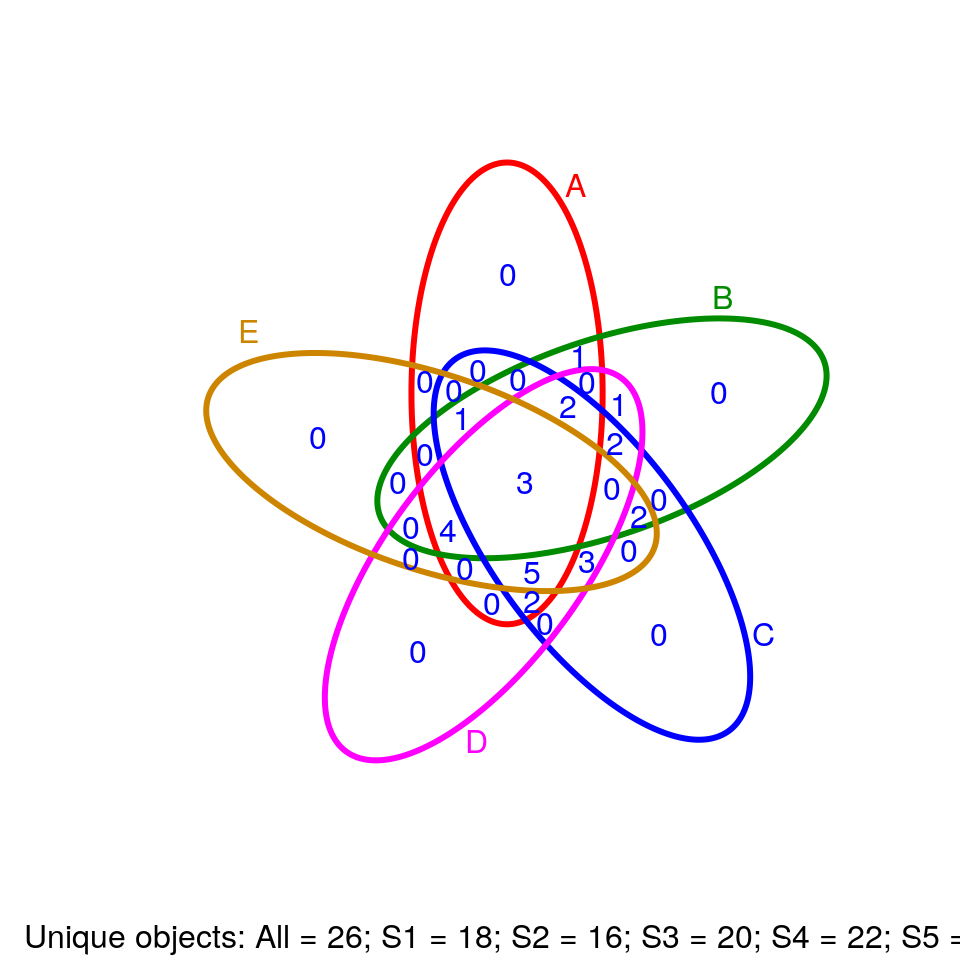 A
0
B
E
1
0 0 0 0
0 0 2 1 0
1
0 2
0 0 3 0 0
0 4 2
0 0 5 3 0
0 2
0
0 0 C
D
Unique objects: All = 26; S1 = 18; S2 = 16; S3 = 20; S4 = 22; S5 =